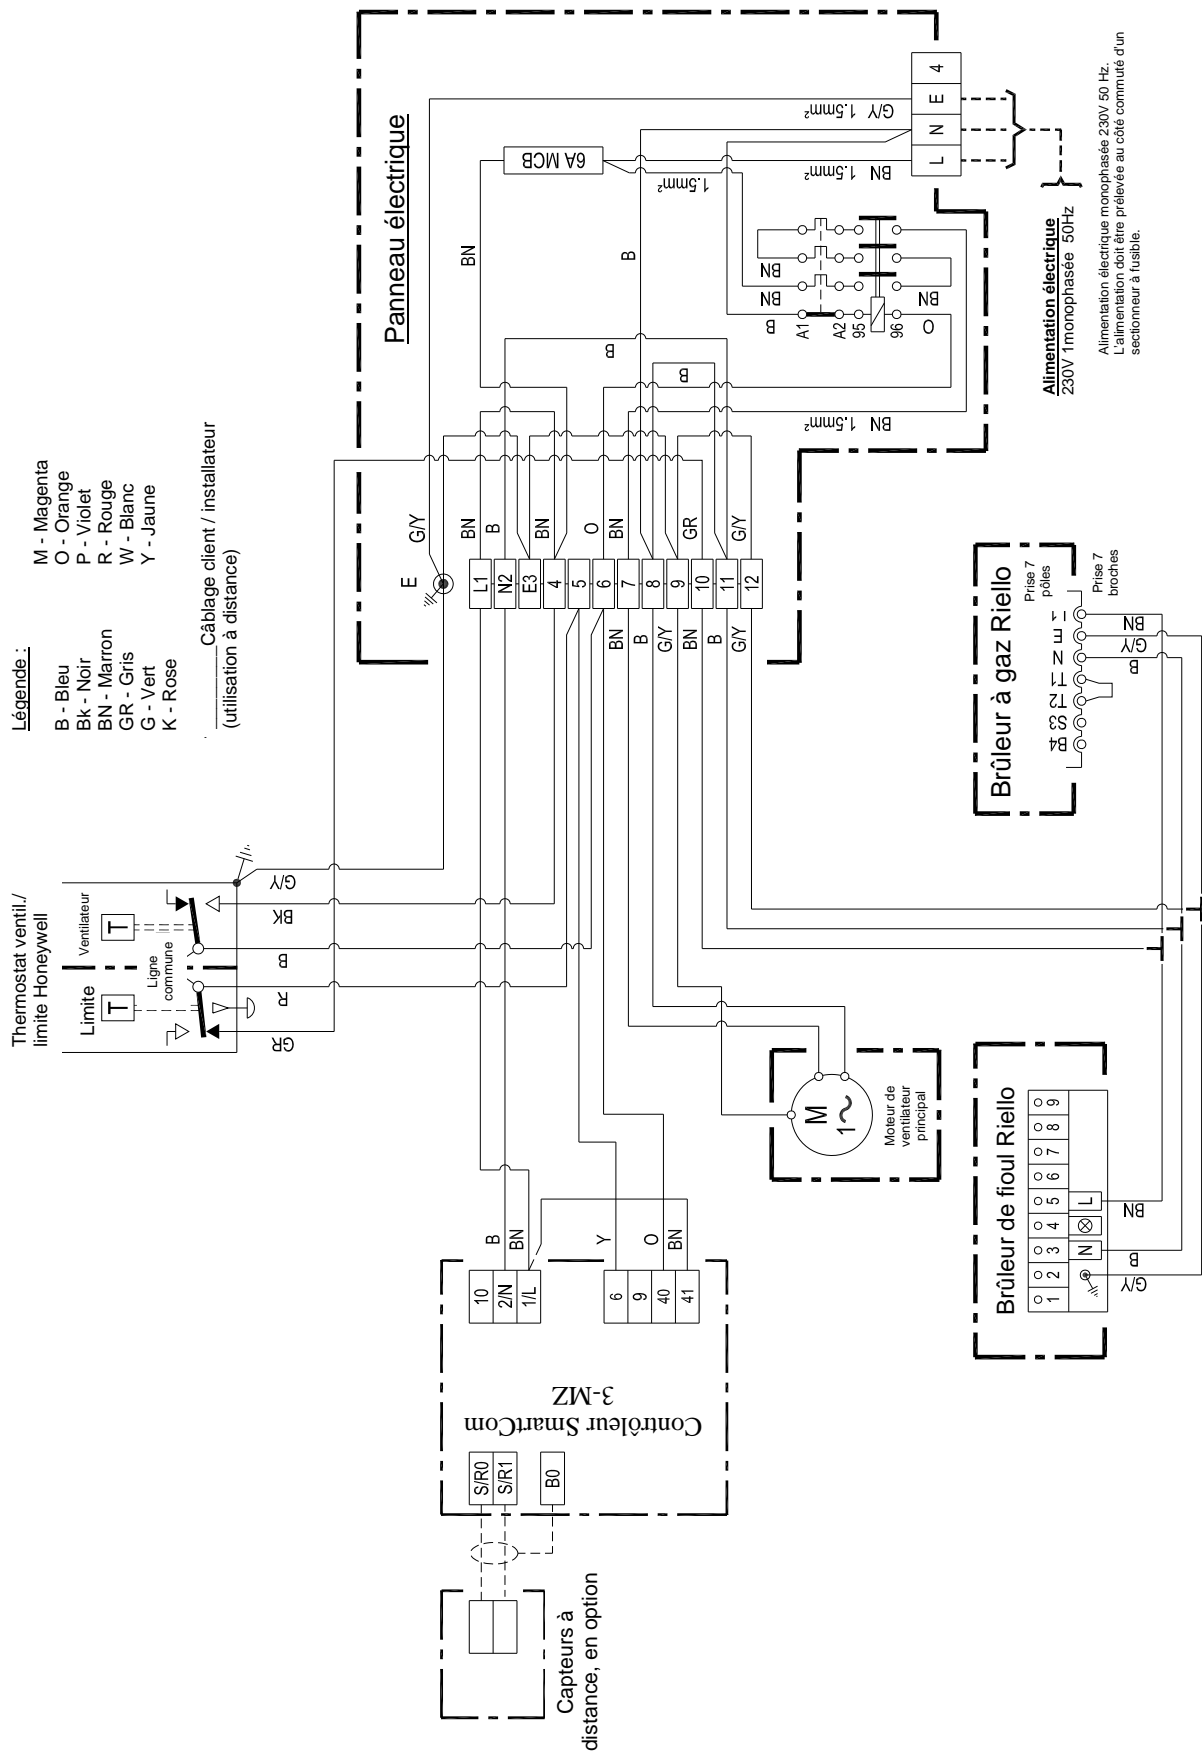 Légende :
B - Bleu
Bk - Noir
BN - Marron
GR - Gris
G - Vert
K - Rose
M - Magenta
O - Orange
P - Violet
R - Rouge
W - Blanc
Y - Jaune
Câblage client / installateur
(utilisation à distance)
Thermostat ventil./
limite Honeywell
Limite
T
Ligne
commune
Ventilateur
T
GR
R
B
BK
G/Y
Panneau électrique
E
G/Y
BN
B
BN
O
BN
GR
G/Y
L1
N2
E3
4
5
6
7
8
9
10
11
12
BN
B
G/Y
BN
B
G/Y
BN
6A MCB
1.5mm²
B
B
B
BN 1.5mm²
BN
BN
B
A1
A2
95
96
BN
O
G/Y 1.5mm²
BN 1.5mm²
L
N
E
4
Alimentation électrique
230V 1monophasée 50Hz
Alimentation électrique monophasée 230V 50 Hz.
L'alimentation doit être prélevée au côté commuté d'un
sectionneur à fusible.
Capteurs à
distance, en option
S/R0
S/R1
B0
Contrôleur SmartCom
3-MZ
10
2/N
1/L
6
9
40
41
B
BN
Y
O
BN
M
1
Moteur de
ventilateur
principal
Brûleur de fioul Riello
1
2
3
4
5
6
7
8
9
N
L
G/Y
B
BN
Brûleur à gaz Riello
Prise 7
pôles
Prise 7
broches
B4
S3
T2
T1
N
E
L1
B
G/Y
BN